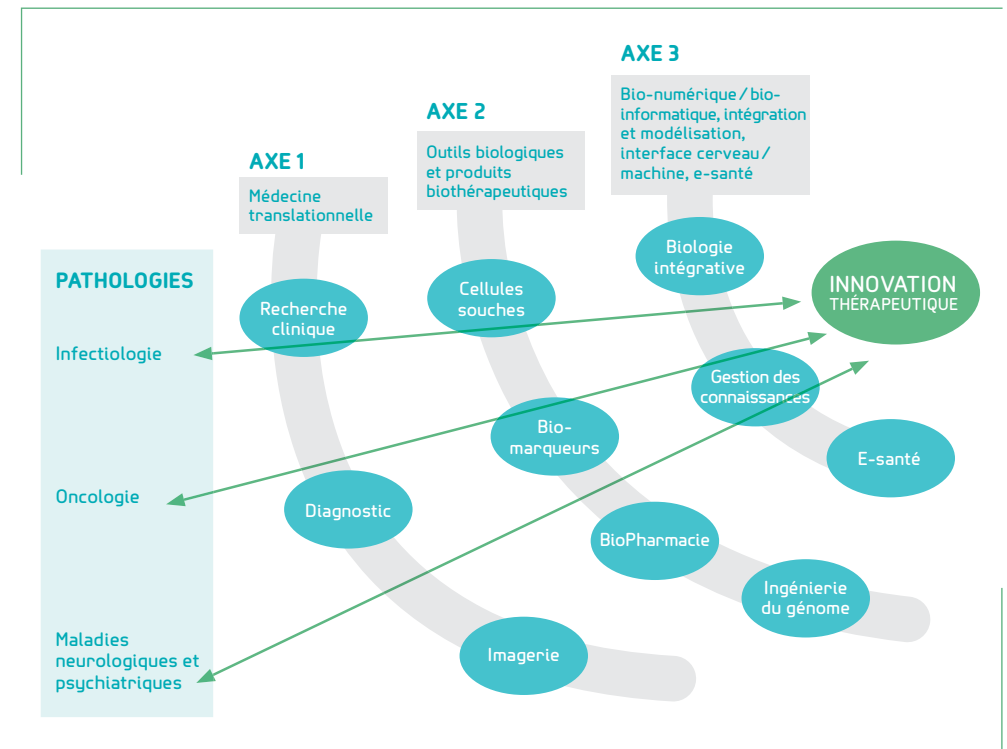 AXE 3
Bio-numérique / bio-
informatique, intégration
et modélisation,
interface cerveau /
machine, e-santé
AXE 2
Outils biologiques
et produits
biothérapeutiques
AXE 1
Médecine
translationnelle
PATHOLOGIES
Infectiologie
Oncologie
Maladies
neurologiques et
psychiatriques
Recherche
clinique
Diagnostic
Imagerie
Cellules
souches
Bio-
marqueurs
BioPharmacie
Ingénierie
du génome
Biologie
intégrative
Gestion des
connaissances
E-santé
INNOVATION
THÉRAPEUTIQUE